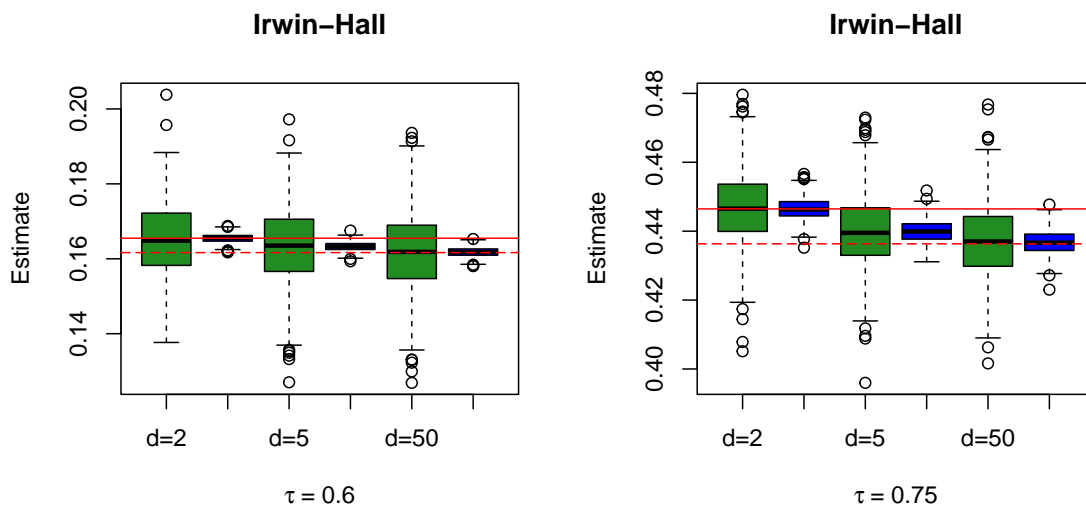 Irwin−Hall
Estimate
0.20
0.18
0.16
0.14
d=2 d=5 d=50
τ = 0.6
Irwin−Hall
Estimate
0.48
0.46
0.44
0.42
0.40
d=2 d=5 d=50
τ = 0.75